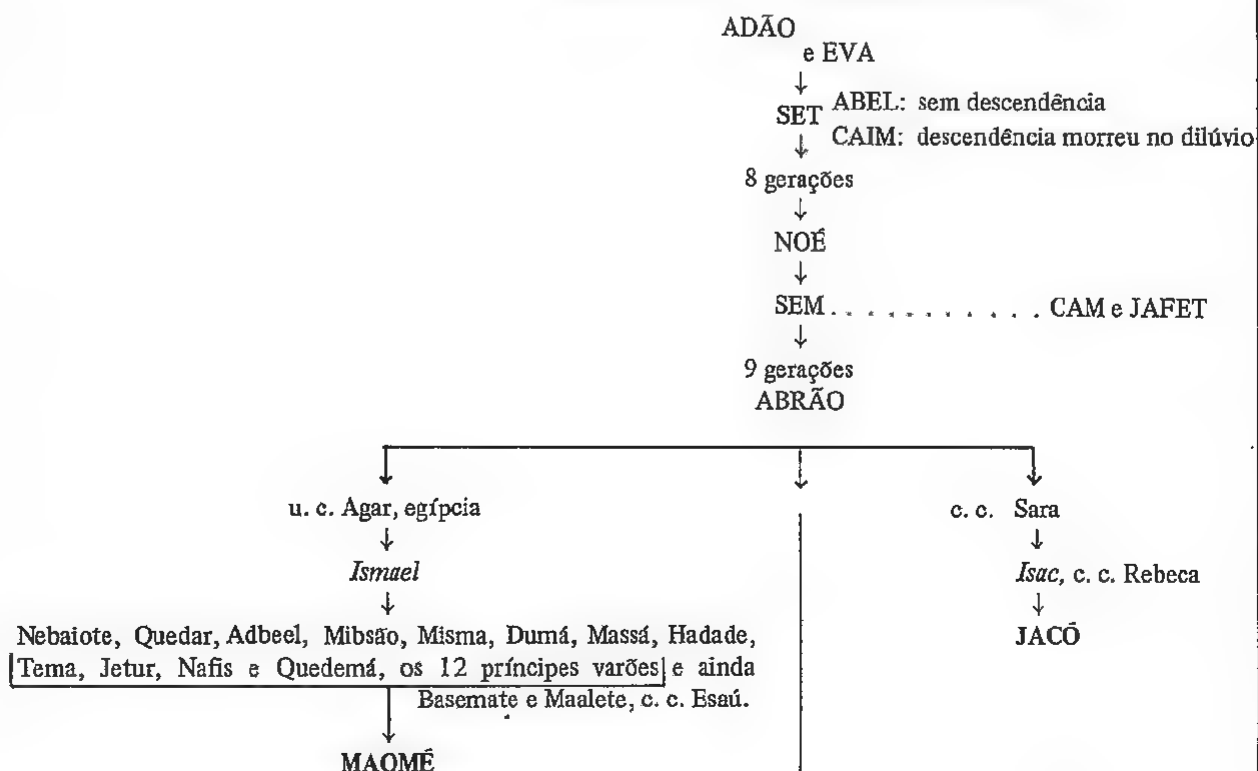 ADÃO
e EVA
SET ABEL: sem descendência
CAIM: descendência morreu no dilúvio
8 gerações
NOÉ
SEM . . . . . . . . . . . CAM e JAFET
9 gerações
ABRÃO
u. c. Agar, egípcia
c. c. Sara
Ismael
Isac, c. c. Rebeca
JACÓ
Nebaiote, Quedar, Adbeel, Mibsão, Misma, Dumá, Massá, Hadade,
Tema, Jetur, Nafis e Quedemá, os 12 príncipes varões e ainda
Basemate e Maalete, c. c. Esaú.
MAOMÉ